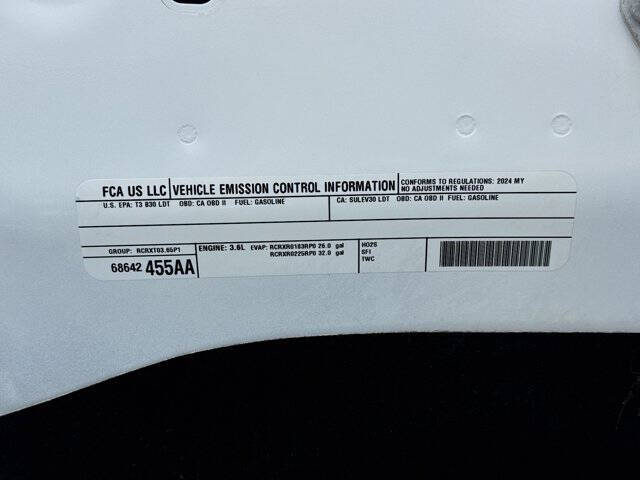 FCA US LLC VEHICLE EMISSION CONTROL INFORMATION CONFORMS TO REGULATIONS: 2024 MY
NO ADJUSTMENTS NEEDED
U.S. EPA: T3 B30 LDT OBD: CA OBD II FUEL: GASOLINE CA: SULEV30 LDT OBD: CA OBD II FUEL: GASOLINE
GROUP: RCRXT03.65P1 ENGINE: 3.6L EVAP: RCRXR0183RP0 26.0 gal HO2S
RCRXR0225RP0 32.0 gal SFI
68642 455AA TWC